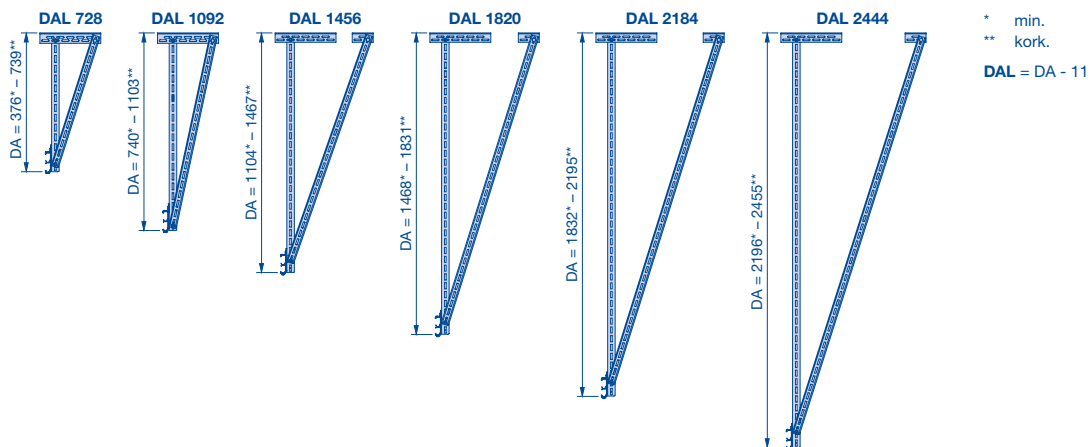 DAL 728
DAL 1092
DAL 1456
DAL 1820
DAL 2184
DAL 2444
* min.
** kork.
DAL = DA - 11
DA = 376* – 739**
DA = 740* – 1103**
DA = 1104* – 1467**
DA = 1468* – 1831**
DA = 1832* – 2195**
DA = 2196* – 2455**